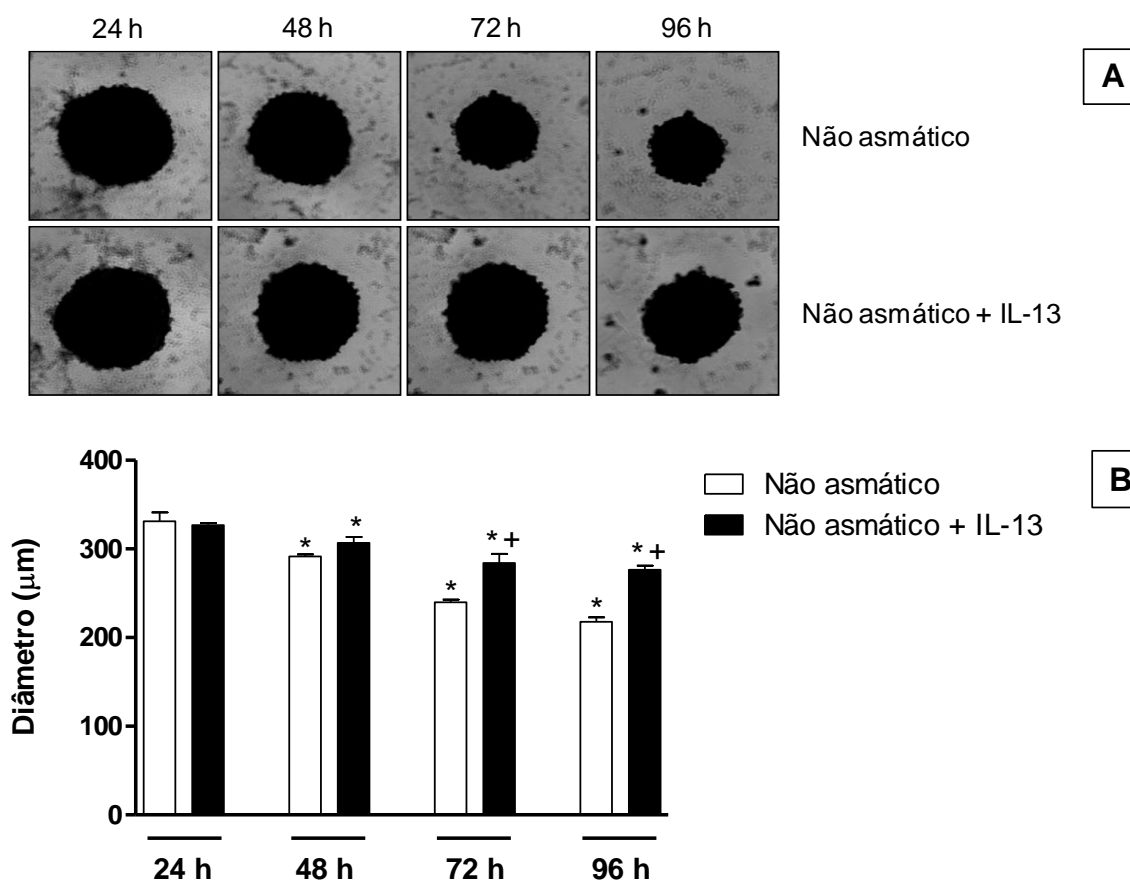 24 h 48 h 72 h 96 h
A
Não asmático
Não asmático + IL-13
B
400
300
200
100
0
Diâmetro (μm)
Não asmático
Não asmático + IL-13
* * * *+ * *+
24 h 48 h 72 h 96 h